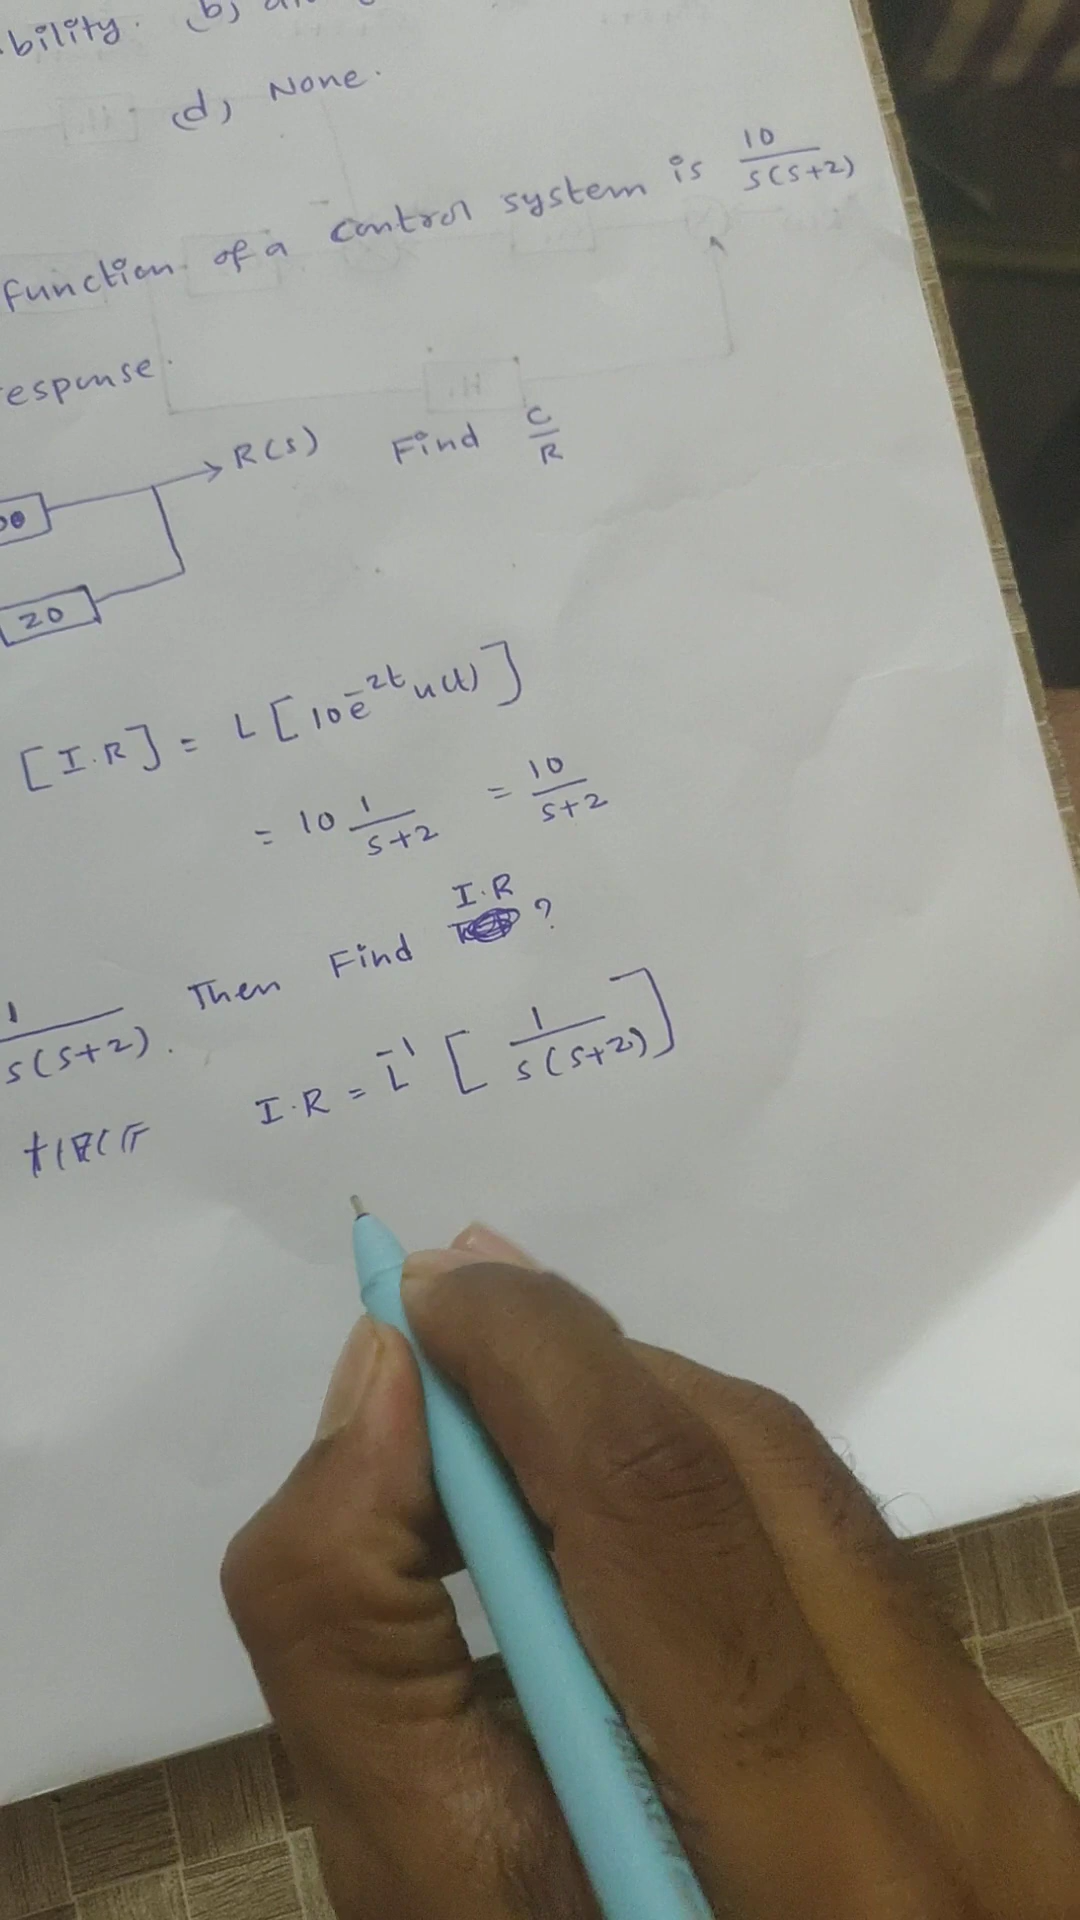 bility. (b)
(d) None.
function of a control system is 10/s(s+2)
esponse.
R(s) Find C/R
20
[I.R] = L[10e^-2t u(t)]
= 10 1/s+2 = 10/s+2
1/s(s+2). Then Find I.R ?
I.R = L^-1 [1/s(s+2)]